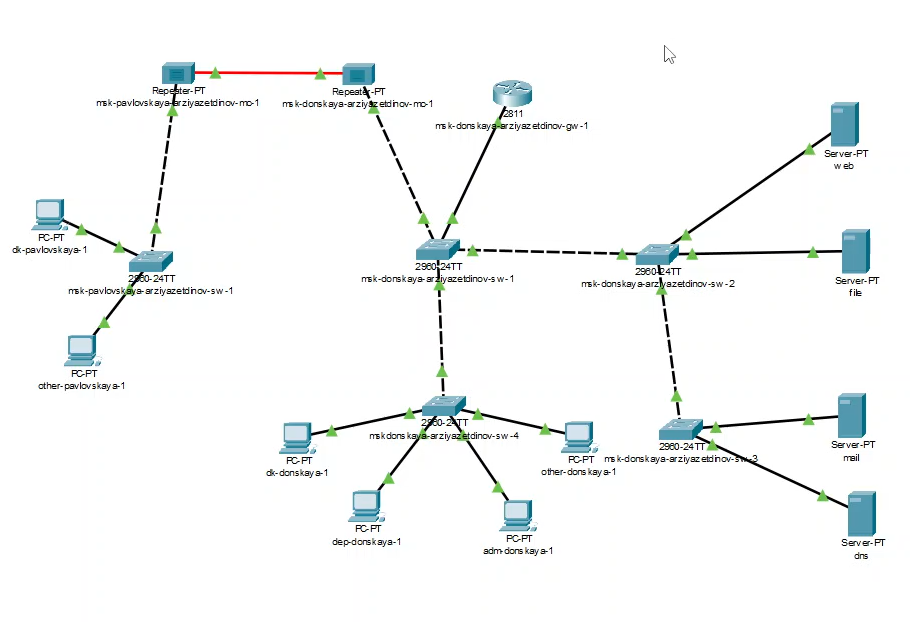 Repeater-PT
msk-pavlovskaya-arziyazetdinov-mc-1
Repeater-PT
msk-donskaya-arziyazetdinov-mc-1
2811
msk-donskaya-arziyazetdinov-gw-1
Server-PT
web
PC-PT
dk-pavlovskaya-1
2960-24TT
msk-pavlovskaya-arziyazetdinov-sw-1
2960-24TT
msk-donskaya-arziyazetdinov-sw-1
2960-24TT
msk-donskaya-arziyazetdinov-sw-2
Server-PT
file
PC-PT
other-pavlovskaya-1
2960-24TT
mskdonskaya-arziyazetdinov-sw-4
PC-PT
dk-donskaya-1
PC-PT
other-donskaya-1
2960-24TT
msk-donskaya-arziyazetdinov-sw-3
Server-PT
mail
PC-PT
dep-donskaya-1
PC-PT
adm-donskaya-1
Server-PT
dns